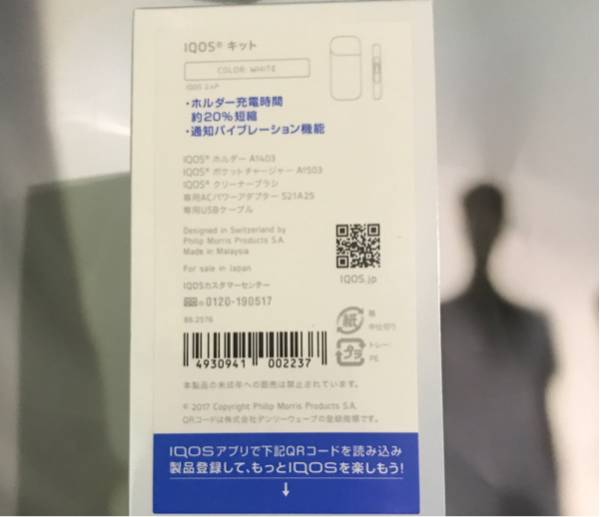 IQOS® キット
COLOR: WHITE
IQOS 2.4P
・ホルダー充電時間
約20%短縮
・通知バイブレーション機能
IQOS® ホルダー A1403
IQOS® ポケットチャージャー A1503
IQOS® クリーナーブラシ
専用ACパワーアダプター S21A25
専用USBケーブル
Designed in Switzerland by
Philip Morris Products S.A.
Made in Malaysia
For sale in Japan
IQOSカスタマーセンター
0120-190517
88.2576
IQOS.jp
紙
箱
中仕切り
プラ
トレー:
PE
4930941 002237
本製品の未成年への販売は禁止されています。
© 2017 Copyright Philip Morris Products S.A.
QRコードは株式会社デンソーウェーブの登録商標です。
IQOSアプリで下記QRコードを読み込み
製品登録して、もっとIQOSを楽しもう!